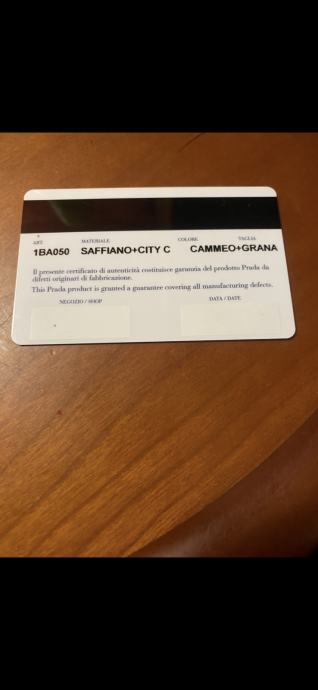 ART. MATERIALE COLORE TAGLIA
1BA050 SAFFIANO+CITY C CAMMEO+GRANA
Il presente certificato di autenticità costituisce garanzia del prodotto Prada da
difetti originari di fabbricazione.
This Prada product is granted a guarantee covering all manufacturing defects.
NEGOZIO / SHOP DATA / DATE